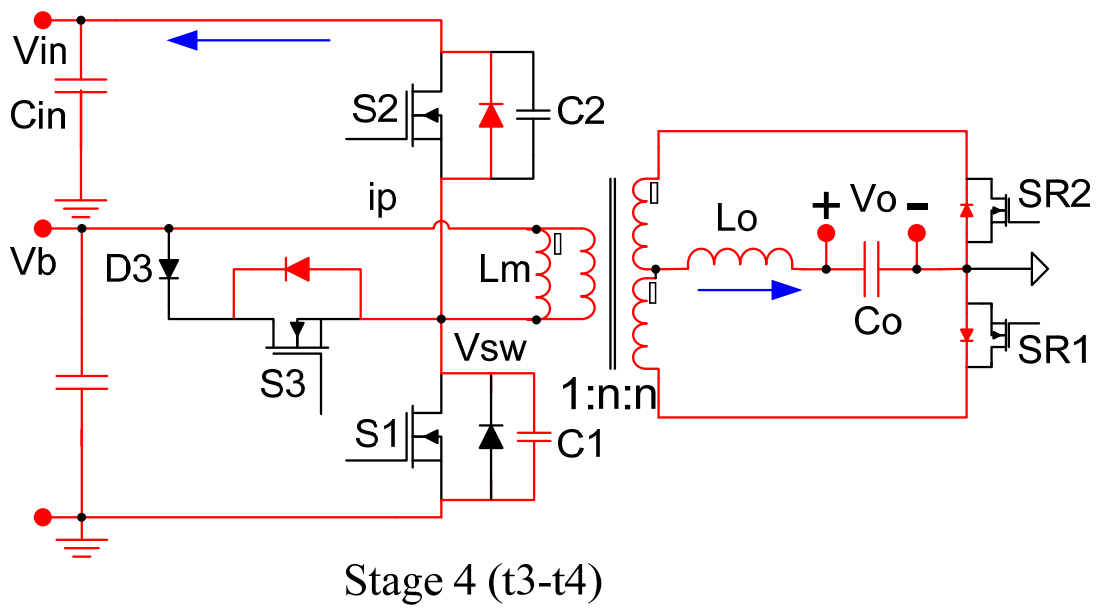 Vin
Cin
S2
C2
ip
Vb
D3
Lm
S3
Vsw
S1
C1
1:n:n
Lo
+ Vo -
Co
SR2
SR1
Stage 4 (t3-t4)